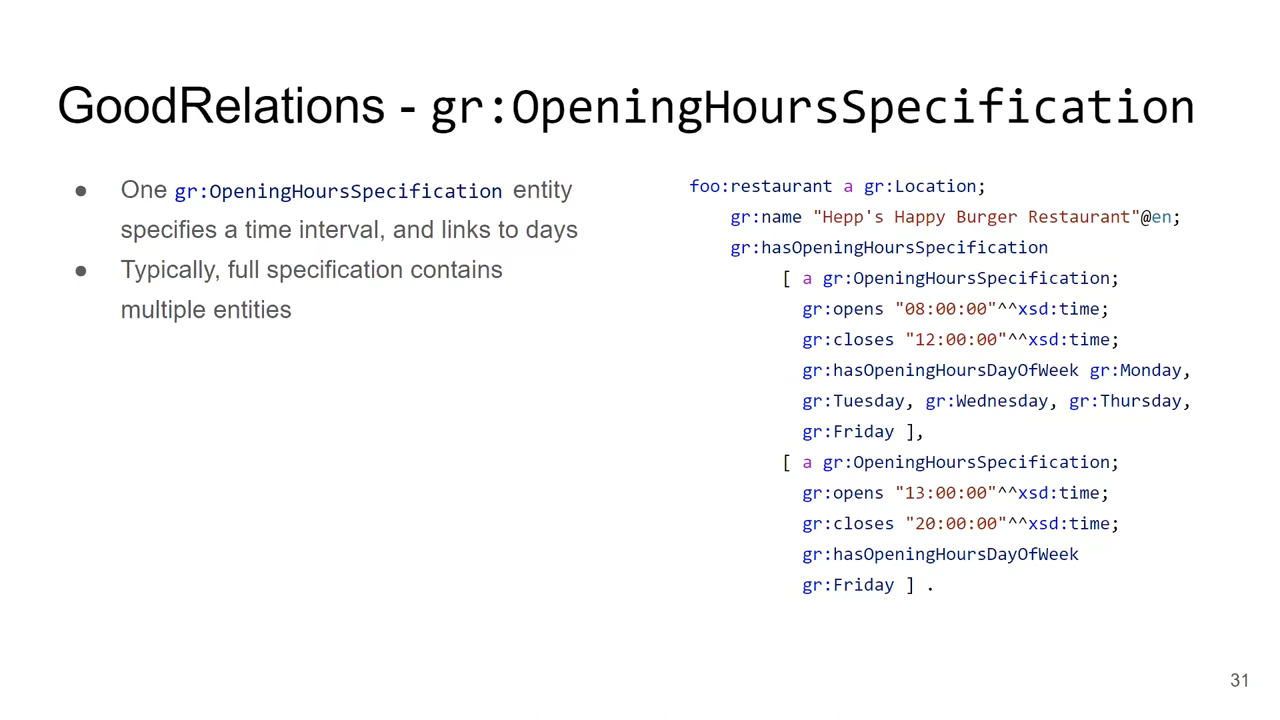 GoodRelations - gr:OpeningHoursSpecification
● One gr:OpeningHoursSpecification entity
specifies a time interval, and links to days
● Typically, full specification contains
multiple entities
foo:restaurant a gr:Location;
gr:name "Hepp's Happy Burger Restaurant"@en;
gr:hasOpeningHoursSpecification
[ a gr:OpeningHoursSpecification;
gr:opens "08:00:00"^^xsd:time;
gr:closes "12:00:00"^^xsd:time;
gr:hasOpeningHoursDayOfWeek gr:Monday,
gr:Tuesday, gr:Wednesday, gr:Thursday,
gr:Friday ],
[ a gr:OpeningHoursSpecification;
gr:opens "13:00:00"^^xsd:time;
gr:closes "20:00:00"^^xsd:time;
gr:hasOpeningHoursDayOfWeek
gr:Friday ] .
31